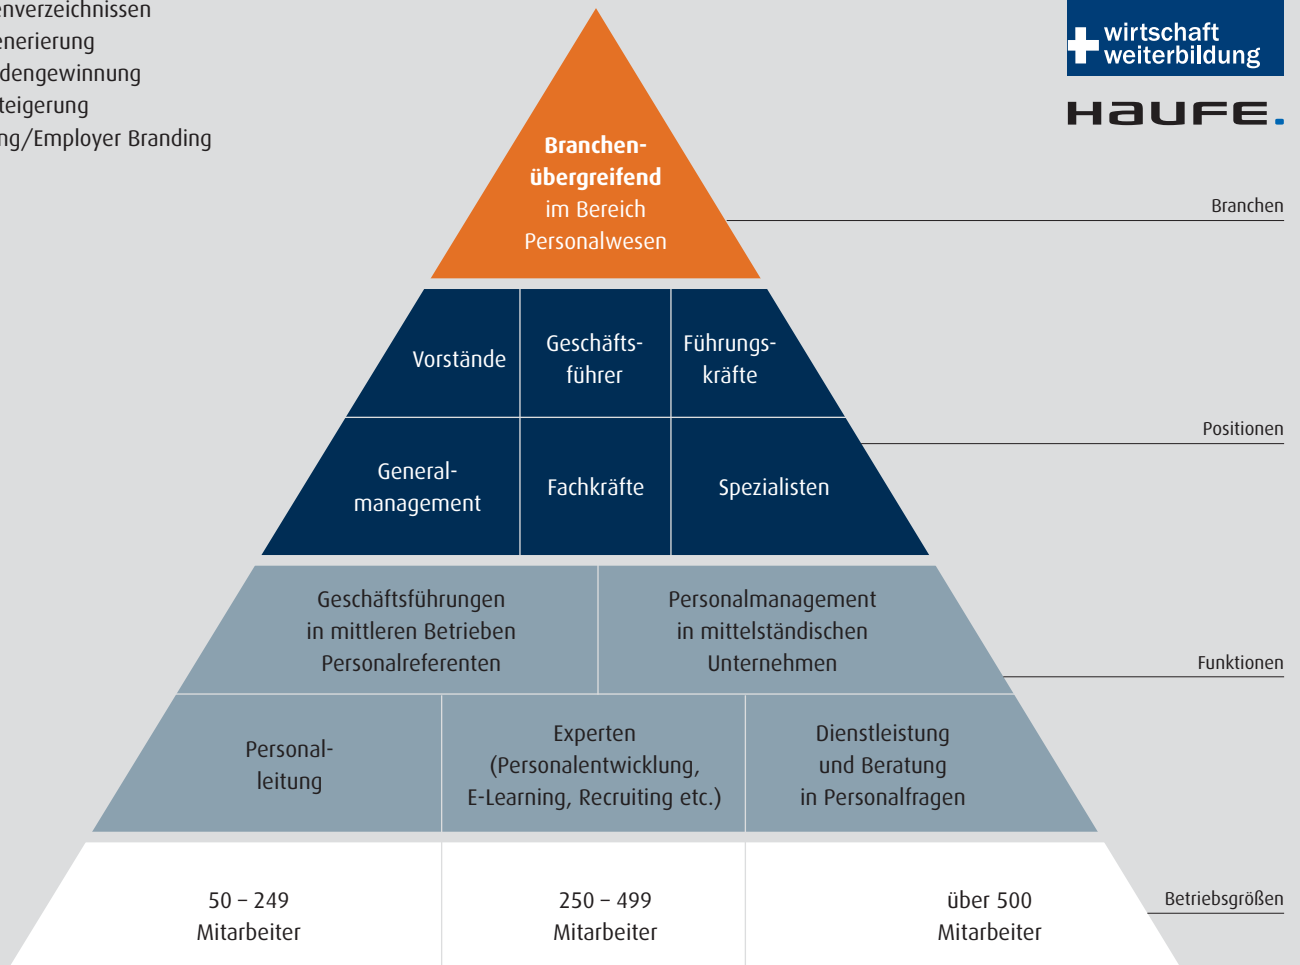 enverzeichnissen
enerierung
dengewinnung
teigerung
ng/Employer Branding
wirtschaft
weiterbildung
HAUFE.
Branchen-
übergreifend
im Bereich
Personalwesen
Branchen
Vorstände
Geschäfts-
führer
Führungs-
kräfte
Positionen
General-
management
Fachkräfte
Spezialisten
Geschäftsführungen
in mittleren Betrieben
Personalreferenten
Personalmanagement
in mittelständischen
Unternehmen
Funktionen
Personal-
leitung
Experten
(Personalentwicklung,
E-Learning, Recruiting etc.)
Dienstleistung
und Beratung
in Personalfragen
50 – 249
Mitarbeiter
250 – 499
Mitarbeiter
über 500
Mitarbeiter
Betriebsgrößen